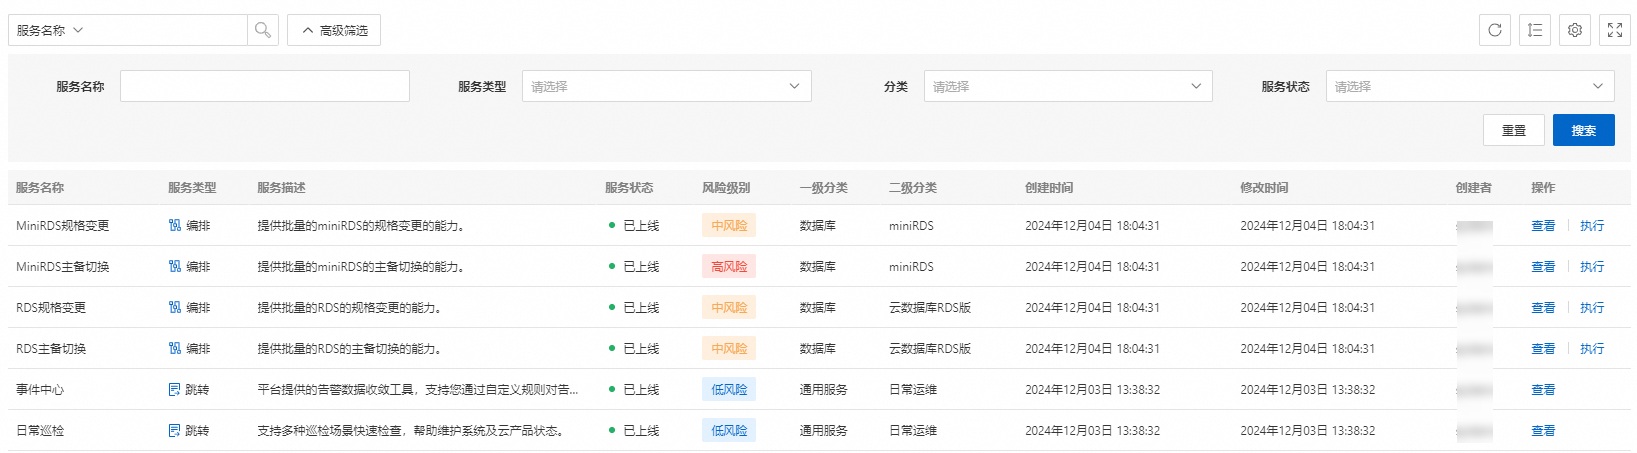 服务名称 高级筛选
服务名称 服务类型 请选择 分类 请选择 服务状态 请选择
重置 搜索
服务名称 服务类型 服务描述 服务状态 风险级别 一级分类 二级分类 创建时间 修改时间 创建者 操作
MiniRDS规格变更 编排 提供批量的miniRDS的规格变更的能力。 已上线 中风险 数据库 miniRDS 2024年12月04日 18:04:31 2024年12月04日 18:04:31 查看 执行
MiniRDS主备切换 编排 提供批量的miniRDS的主备切换的能力。 已上线 高风险 数据库 miniRDS 2024年12月04日 18:04:31 2024年12月04日 18:04:31 查看 执行
RDS规格变更 编排 提供批量的RDS的规格变更的能力。 已上线 中风险 数据库 云数据库RDS版 2024年12月04日 18:04:31 2024年12月04日 18:04:31 查看 执行
RDS主备切换 编排 提供批量的RDS的主备切换的能力。 已上线 中风险 数据库 云数据库RDS版 2024年12月04日 18:04:31 2024年12月04日 18:04:31 查看 执行
事件中心 跳转 平台提供的告警数据收敛工具，支持您通过自定义规则对告... 已上线 低风险 通用服务 日常运维 2024年12月03日 13:38:32 2024年12月03日 13:38:32 查看
日常巡检 跳转 支持多种巡检场景快速检查，帮助维护系统及云产品状态。 已上线 低风险 通用服务 日常运维 2024年12月03日 13:38:32 2024年12月03日 13:38:32 查看